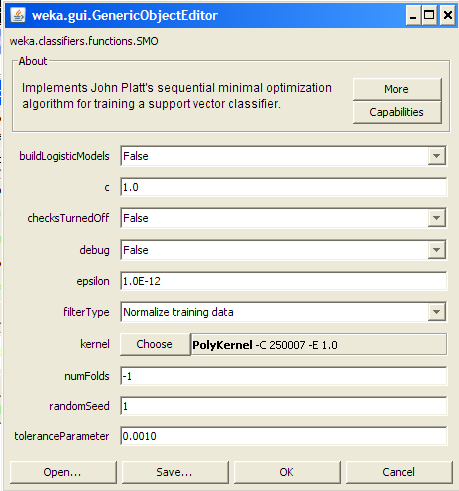 weka.gui.GenericObjectEditor
weka.classifiers.functions.SMO
About
Implements John Platt's sequential minimal optimization
algorithm for training a support vector classifier.
More
Capabilities
buildLogisticModels False
c 1.0
checksTurnedOff False
debug False
epsilon 1.0E-12
filterType Normalize training data
kernel Choose PolyKernel -C 250007 -E 1.0
numFolds -1
randomSeed 1
toleranceParameter 0.0010
Open... Save... OK Cancel